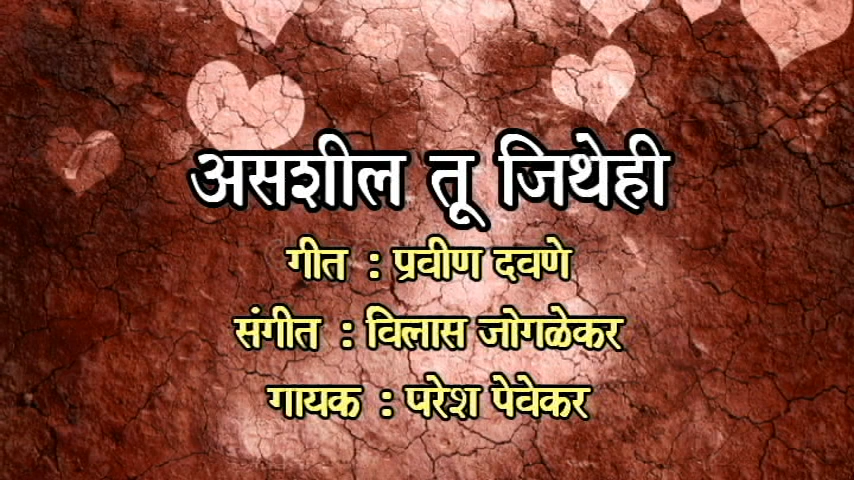 असशील तू जिथेही
गीत : प्रवीण दवणे
संगीत : विलास जोगळेकर
गायक : परेश पेवेकर